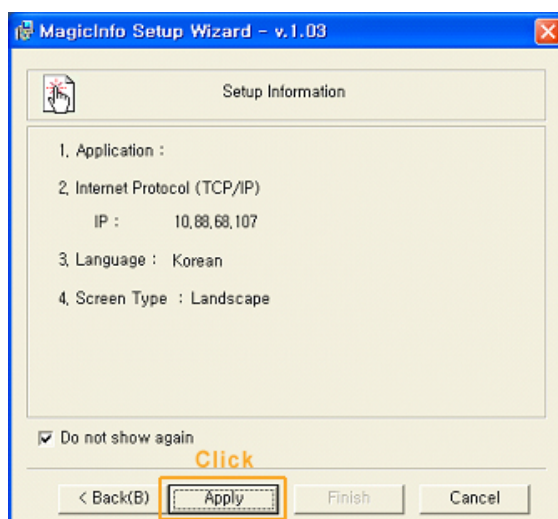 MagicInfo Setup Wizard - v.1.03
Setup Information
1. Application :
2. Internet Protocol (TCP/IP)
IP : 10.88.68.107
3. Language : Korean
4. Screen Type : Landscape
Do not show again
Click
< Back(B) Apply Finish Cancel